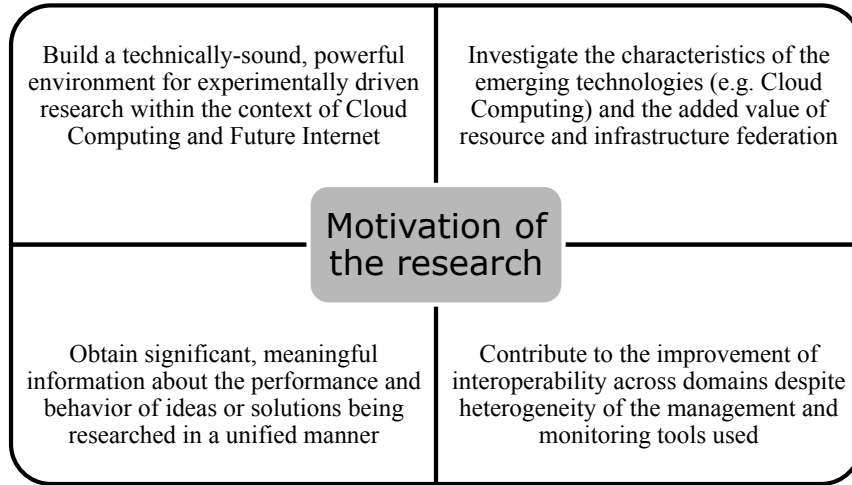 Build a technically-sound, powerful
environment for experimentally driven
research within the context of Cloud
Computing and Future Internet
Investigate the characteristics of the
emerging technologies (e.g. Cloud
Computing) and the added value of
resource and infrastructure federation
Motivation of
the research
Obtain significant, meaningful
information about the performance and
behavior of ideas or solutions being
researched in a unified manner
Contribute to the improvement of
interoperability across domains despite
heterogeneity of the management and
monitoring tools used